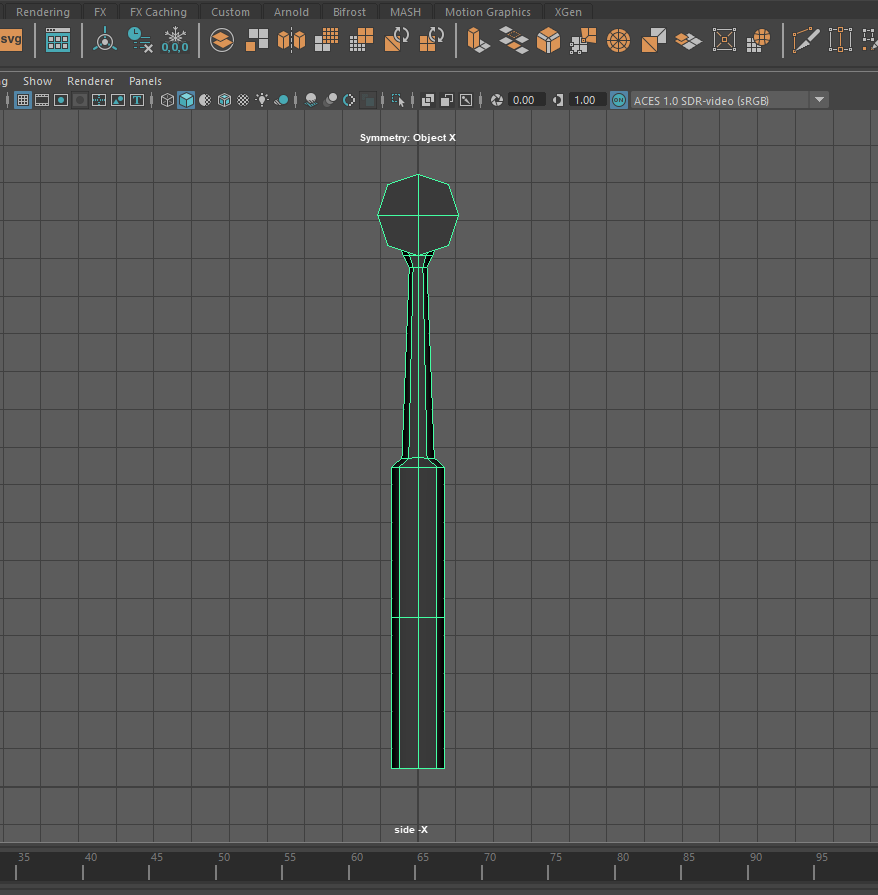 Rendering FX FX Caching Custom Arnold Bifrost MASH Motion Graphics XGen
svg 0,0,0
g Show Renderer Panels
0.00 1.00 ON ACES 1.0 SDR-video (sRGB)
Symmetry: Object X
side -X
35 40 45 50 55 60 65 70 75 80 85 90 95